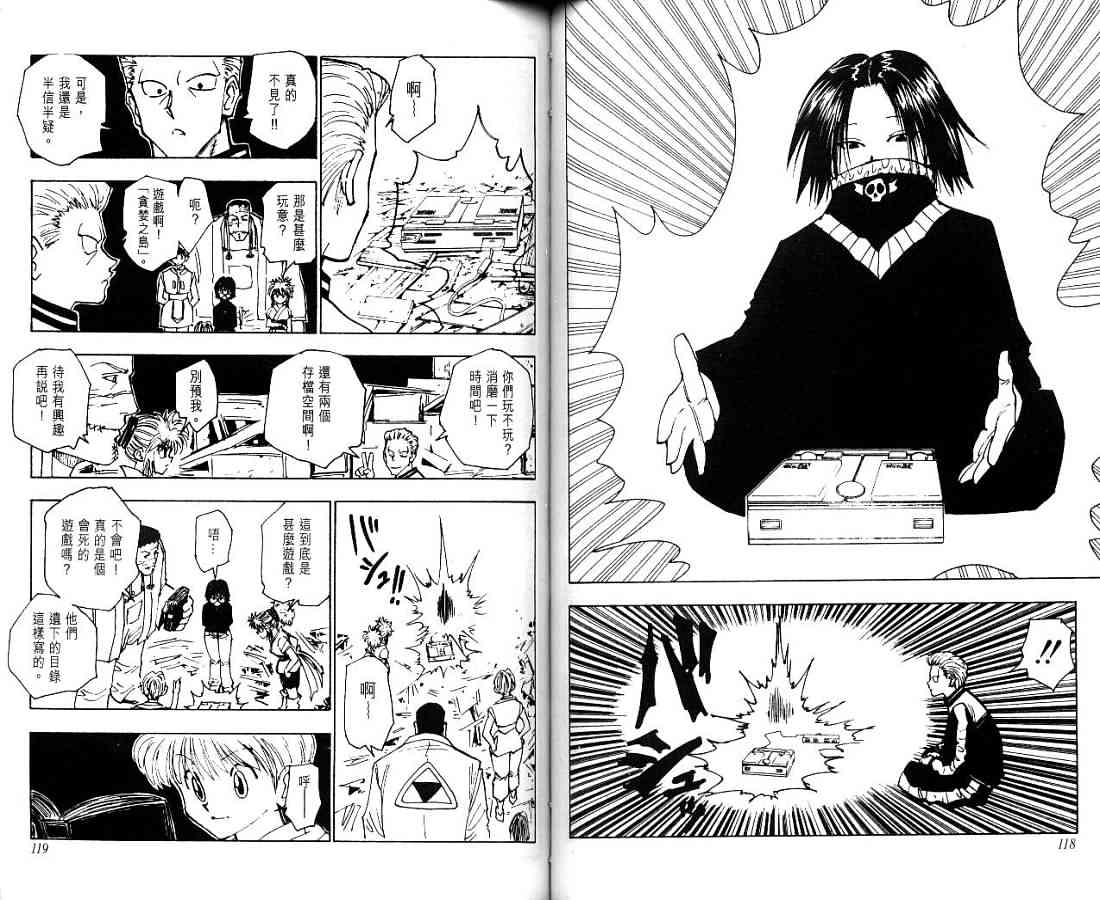 !!
118
啊~
真的
不見了!!
可是，
我還是
半信半疑。
那是甚麼
玩意？
呃？
遊戲啊！
「貪婪之島」。
你們玩不玩？
消磨一下
時間吧！
還有兩個
存檔空間啊！
別預我。
待我有興趣
再說吧！
啊~
這到底是
甚麼遊戲？
唔…
不會吧！
真的是個
會死的
遊戲嗎？
他們
遺下的目錄
這樣寫的。
呼~
119